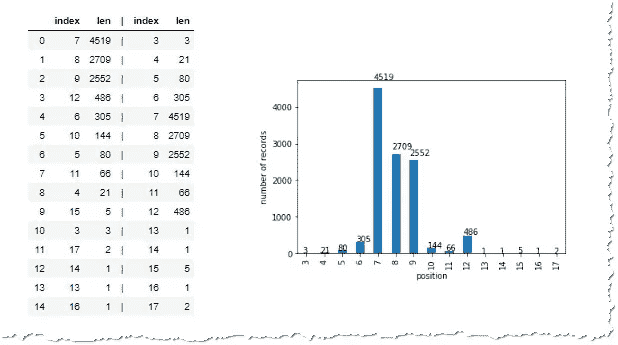 index len | index len
0 7 4519 | 3 3
1 8 2709 | 4 21
2 9 2552 | 5 80
3 12 486 | 6 305
4 6 305 | 7 4519
5 10 144 | 8 2709
6 5 80 | 9 2552
7 11 66 | 10 144
8 4 21 | 11 66
9 15 5 | 12 486
10 3 3 | 13 1
11 17 2 | 14 1
12 14 1 | 15 5
13 13 1 | 16 1
14 16 1 | 17 2
4519
4000
3000
2709 2552
2000
number of records
1000
3 21 80 305 144 66 486 1 1 5 1 2
0
3 4 5 6 7 8 9 10 11 12 13 14 15 16 17
position